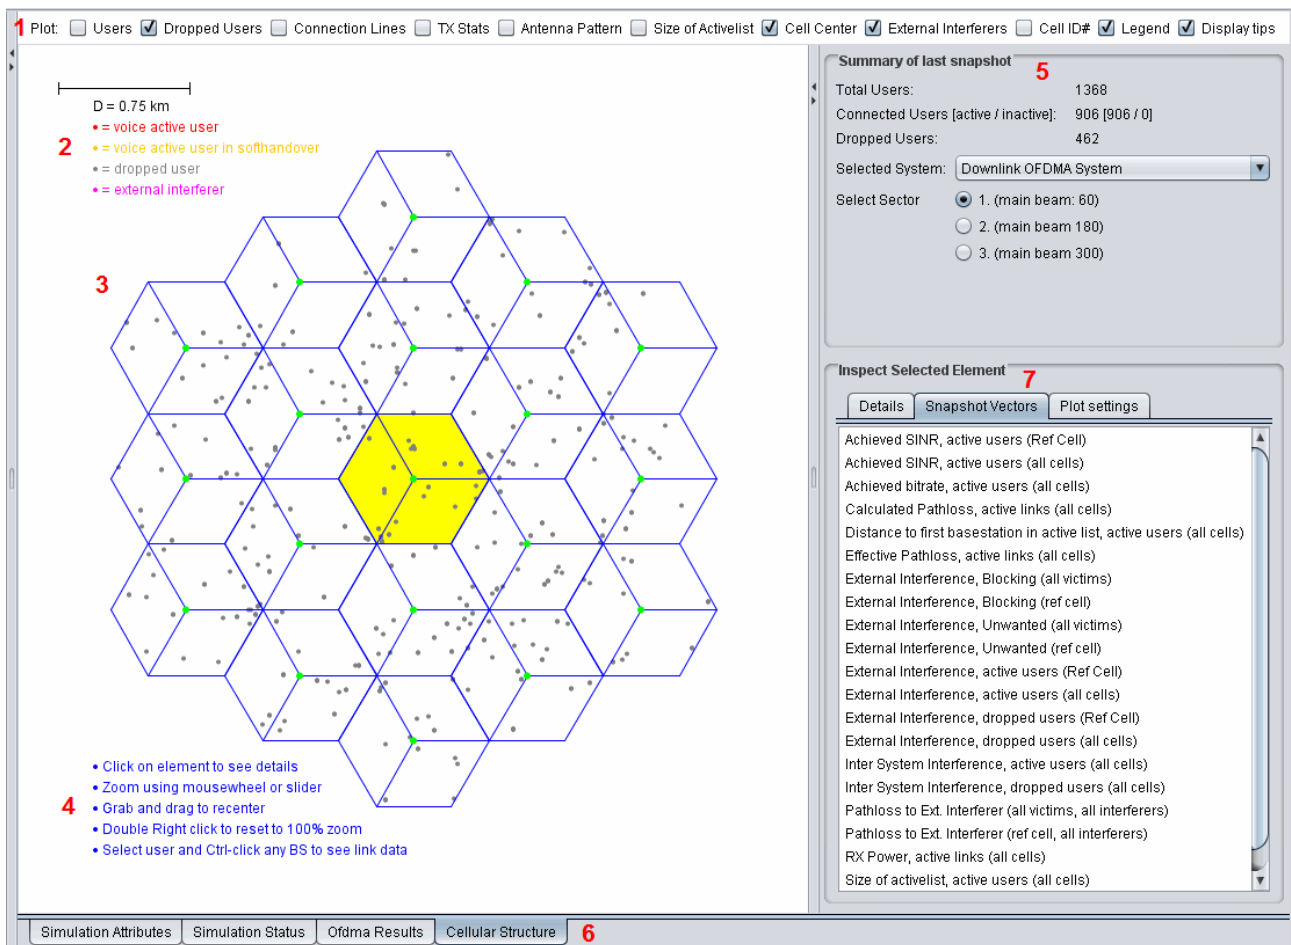 1 Plot: Users Dropped Users Connection Lines TX Stats Antenna Pattern Size of Activelist Cell Center External Interferers Cell ID# Legend Display tips
D = 0.75 km
• = voice active user
2 • = voice active user in softhandover
• = dropped user
• = external interferer
3
• Click on element to see details
• Zoom using mousewheel or slider
4 • Grab and drag to recenter
• Double Right click to reset to 100% zoom
• Select user and Ctrl-click any BS to see link data
Summary of last snapshot 5
Total Users: 1368
Connected Users [active / inactive]: 906 [906 / 0]
Dropped Users: 462
Selected System: Downlink OFDMA System
Select Sector 1. (main beam: 60)
2. (main beam 180)
3. (main beam 300)
Inspect Selected Element 7
Details Snapshot Vectors Plot settings
Achieved SINR, active users (Ref Cell)
Achieved SINR, active users (all cells)
Achieved bitrate, active users (all cells)
Calculated Pathloss, active links (all cells)
Distance to first basestation in active list, active users (all cells)
Effective Pathloss, active links (all cells)
External Interference, Blocking (all victims)
External Interference, Blocking (ref cell)
External Interference, Unwanted (all victims)
External Interference, Unwanted (ref cell)
External Interference, active users (Ref Cell)
External Interference, active users (all cells)
External Interference, dropped users (Ref Cell)
External Interference, dropped users (all cells)
Inter System Interference, active users (all cells)
Inter System Interference, dropped users (all cells)
Pathloss to Ext. Interferer (all victims, all interferers)
Pathloss to Ext. Interferer (ref cell, all interferers)
RX Power, active links (all cells)
Size of activelist, active users (all cells)
Simulation Attributes Simulation Status Ofdma Results Cellular Structure 6